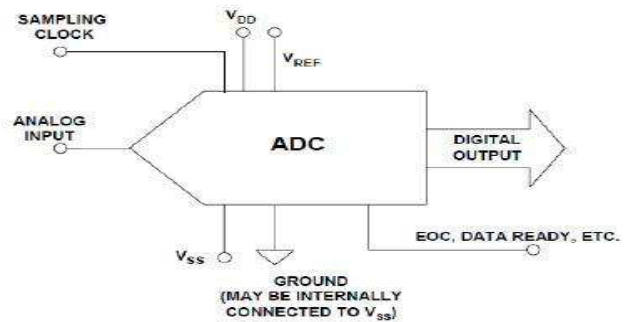 SAMPLING
CLOCK
VDD
VREF
ANALOG
INPUT
ADC
DIGITAL
OUTPUT
VSS
EOC, DATA READY, ETC.
GROUND
(MAY BE INTERNALLY
CONNECTED TO VSS)